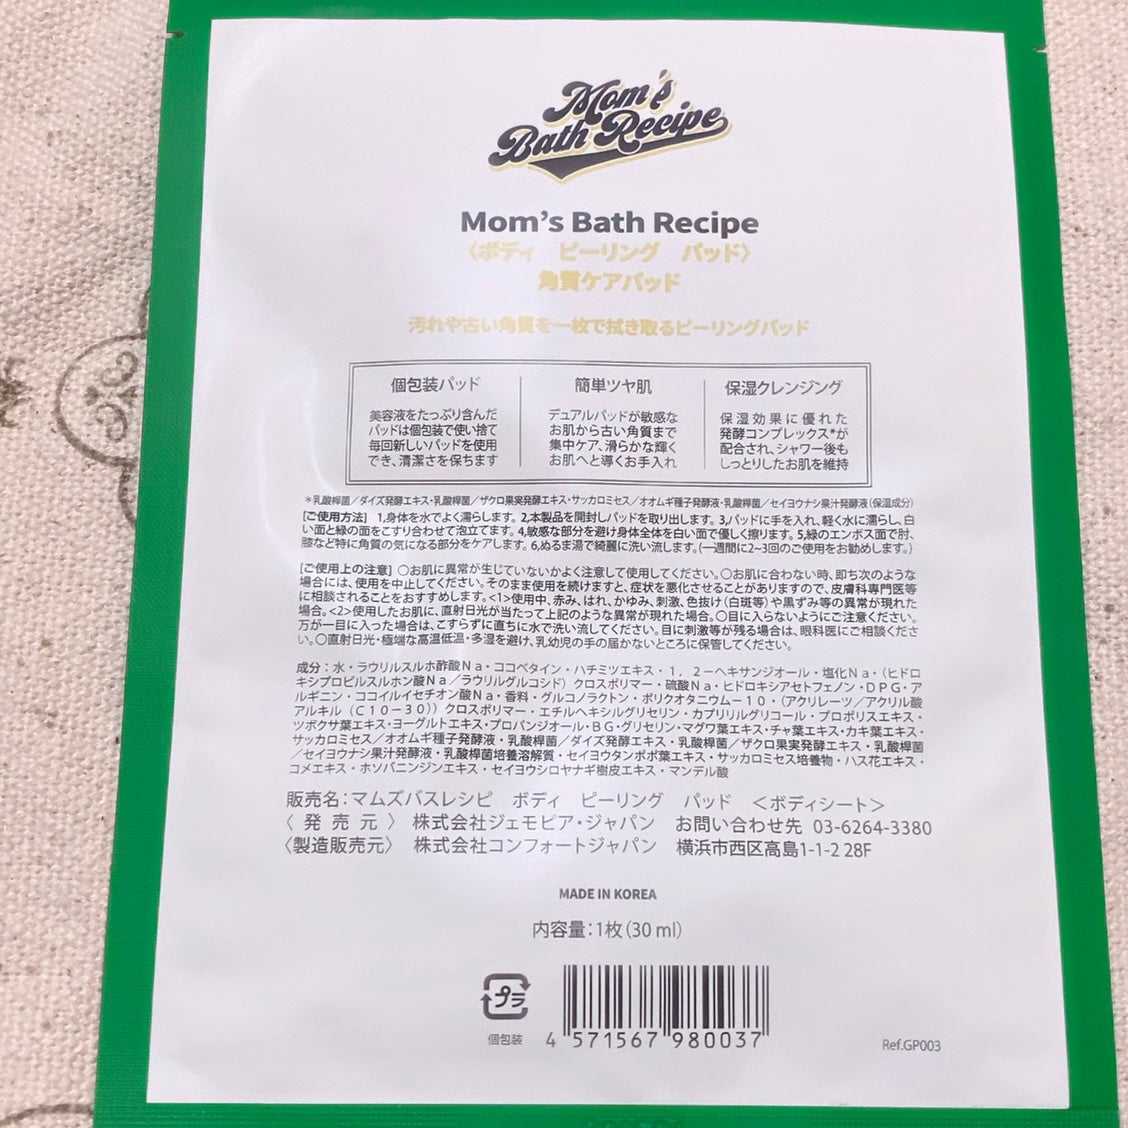 Mom's
Bath Recipe
Mom's Bath Recipe
〈ボディ　ピーリング　パッド〉
角質ケアパッド
汚れや古い角質を一枚で拭き取るピーリングパッド
個包装パッド
美容液をたっぷり含んだ
パッドは個包装で使い捨て
毎回新しいパッドを使用
でき、清潔さを保ちます
簡単ツヤ肌
デュアルパッドが敏感な
お肌から古い角質まで
集中ケア、滑らかな輝く
お肌へと導くお手入れ
保湿クレンジング
保湿効果に優れた
発酵コンプレックス*が
配合され、シャワー後も
しっとりしたお肌を維持
*乳酸桿菌／ダイズ発酵エキス・乳酸桿菌／ザクロ果実発酵エキス・サッカロミセス／オオムギ種子発酵液・乳酸桿菌／セイヨウナシ果汁発酵液（保湿成分）
[ご使用方法] 1,身体を水でよく濡らします。2,本製品を開封しパッドを取り出します。3,パッドに手を入れ、軽く水に濡らし、白
い面と緑の面をこすり合わせて泡立てます。4,敏感な部分を避け身体全体を白い面で優しく擦ります。5,緑のエンボス面で肘、
膝など特に角質の気になる部分をケアします。6,ぬるま湯で綺麗に洗い流します。(一週間に2~3回のご使用をお勧めします。)
[ご使用上の注意] ○お肌に異常が生じていないかよく注意して使用してください。○お肌に合わない時、即ち次のような
場合には、使用を中止してください。そのまま使用を続けますと、症状を悪化させることがありますので、皮膚科専門医等
に相談されることをおすすめします。<1>使用中、赤み、はれ、かゆみ、刺激、色抜け(白斑等)や黒ずみ等の異常が現れた
場合。<2>使用したお肌に、直射日光が当たって上記のような異常が現れた場合。○目に入らないようにご注意ください。
万が一目に入った場合は、こすらずに直ちに水で洗い流してください。目に刺激等が残る場合は、眼科医にご相談くださ
い。○直射日光・極端な高温低温・多湿を避け、乳幼児の手の届かないところに保管してください。
成分：水・ラウリルスルホ酢酸Ｎａ・ココベタイン・ハチミツエキス・１，２－ヘキサンジオール・塩化Ｎａ・（ヒドロ
キシプロピルスルホン酸Ｎａ／ラウリルグルコシド）クロスポリマー・硫酸Ｎａ・ヒドロキシアセトフェノン・ＤＰＧ・ア
ルギニン・ココイルイセチオン酸Ｎａ・香料・グルコノラクトン・ポリクオタニウム－１０・（アクリレーツ／アクリル酸
アルキル（Ｃ１０－３０））クロスポリマー・エチルヘキシルグリセリン・カプリリルグリコール・プロポリスエキス・
ツボクサ葉エキス・ヨーグルトエキス・プロパンジオール・ＢＧ・グリセリン・マグワ葉エキス・チャ葉エキス・カキ葉エキス・
サッカロミセス／オオムギ種子発酵液・乳酸桿菌／ダイズ発酵エキス・乳酸桿菌／ザクロ果実発酵エキス・乳酸桿菌
／セイヨウナシ果汁発酵液・乳酸桿菌培養溶解質・セイヨウタンポポ葉エキス・サッカロミセス培養物・ハス花エキス・
コメエキス・ホソバニンジンエキス・セイヨウシロヤナギ樹皮エキス・マンデル酸
販売名：マムズバスレシピ　ボディ　ピーリング　パッド　＜ボディシート＞
〈 発 売 元 〉 株式会社ジェモピア・ジャパン　お問い合わせ先 03-6264-3380
〈製造販売元〉 株式会社コンフォートジャパン　横浜市西区高島1-1-2 28F
MADE IN KOREA
内容量：1枚（30 ml）
プラ
個包装
4 571567 980037
Ref.GP003